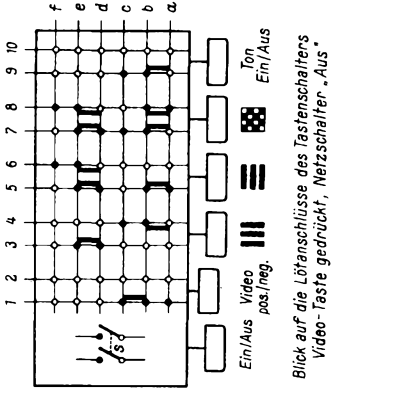 f e d c b a
10
9
8
7
6
5
4
3
2
1
S
Ein/Aus
Video
pos./neg.
Ton
Ein/Aus
Blick auf die Lötanschlüsse des Tastenschalters
Video-Taste gedrückt, Netzschalter „Aus"